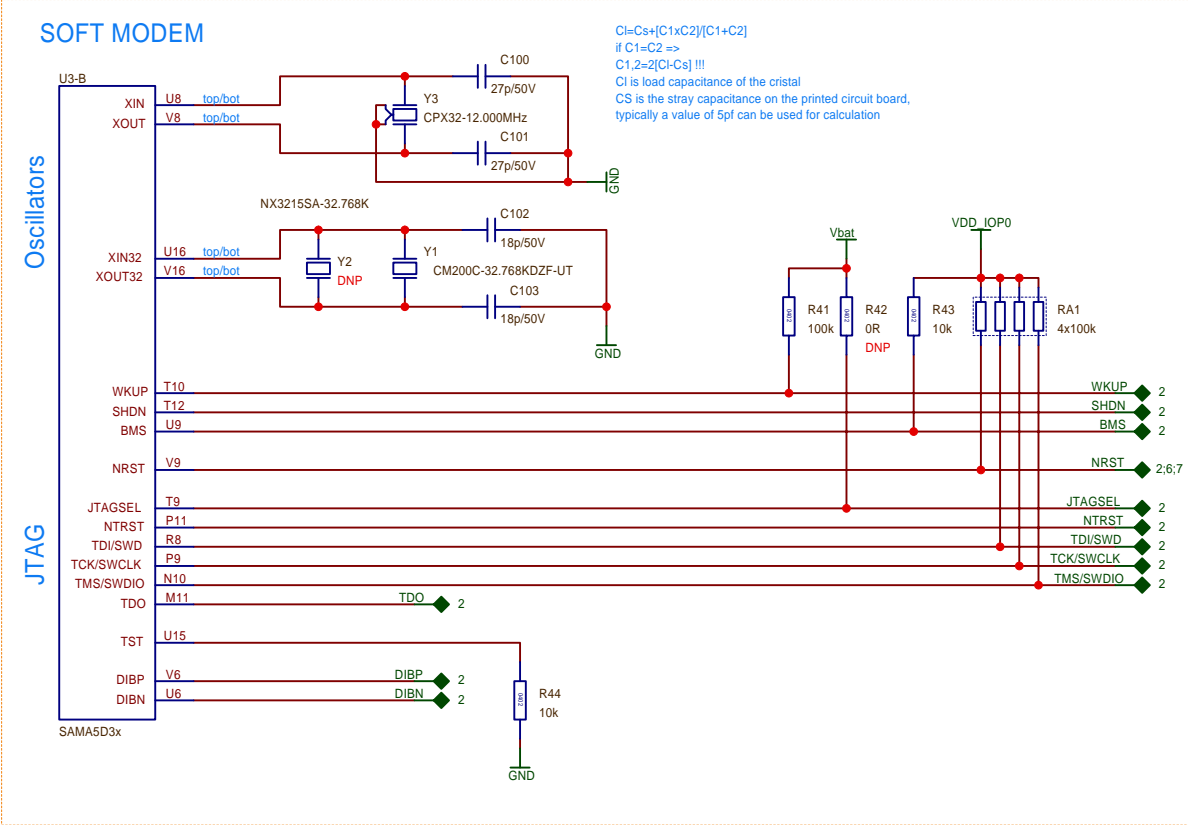 SOFT MODEM
Cl=Cs+[C1xC2]/[C1+C2]
if C1=C2 =>
C1,2=2[Cl-Cs] !!!
Cl is load capacitance of the cristal
CS is the stray capacitance on the printed circuit board,
typically a value of 5pf can be used for calculation
U3-B
Oscillators
JTAG
XIN U8 top/bot
XOUT V8 top/bot
C100
27p/50V
Y3
CPX32-12.000MHz
C101
27p/50V
GND
NX3215SA-32.768K
XIN32 U16 top/bot
XOUT32 V16 top/bot
C102
18p/50V
Y2
DNP
Y1
CM200C-32.768KDZF-UT
C103
18p/50V
GND
Vbat
VDD_IOP0
0402
R41
100k
0402
R42
0R
DNP
0402
R43
10k
RA1
4x100k
WKUP T10 WKUP 2
SHDN T12 SHDN 2
BMS U9 BMS 2
NRST V9 NRST 2;6;7
JTAGSEL T9 JTAGSEL 2
NTRST P11 NTRST 2
TDI/SWD R8 TDI/SWD 2
TCK/SWCLK P9 TCK/SWCLK 2
TMS/SWDIO N10 TMS/SWDIO 2
TDO M11 TDO 2
TST U15
DIBP V6 DIBP 2
DIBN U6 DIBN 2
0402
R44
10k
GND
SAMA5D3x